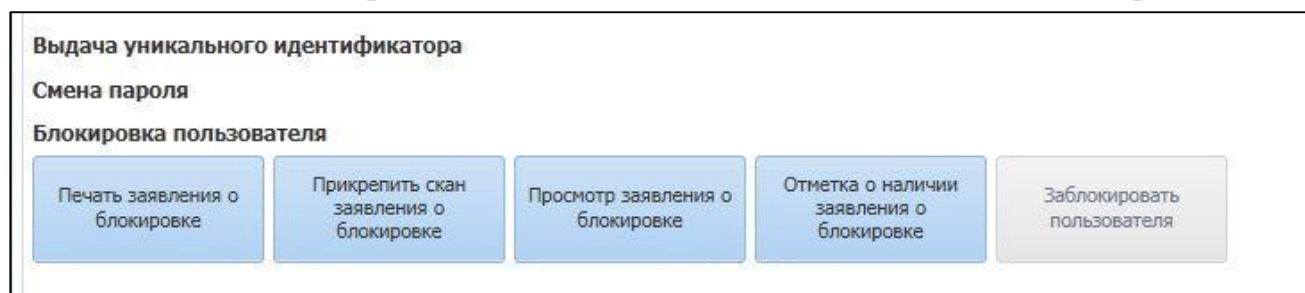 Выдача уникального идентификатора
Смена пароля
Блокировка пользователя
Печать заявления о
блокировке
Прикрепить скан
заявления о
блокировке
Просмотр заявления о
блокировке
Отметка о наличии
заявления о
блокировке
Заблокировать
пользователя